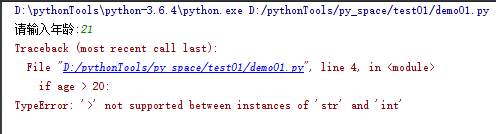 D:\pythonTools\python-3.6.4\python.exe D:/pythonTools/py_space/test01/demo01.py
请输入年龄:21
Traceback (most recent call last):
  File "D:/pythonTools/py_space/test01/demo01.py", line 4, in <module>
    if age > 20:
TypeError: '>' not supported between instances of 'str' and 'int'